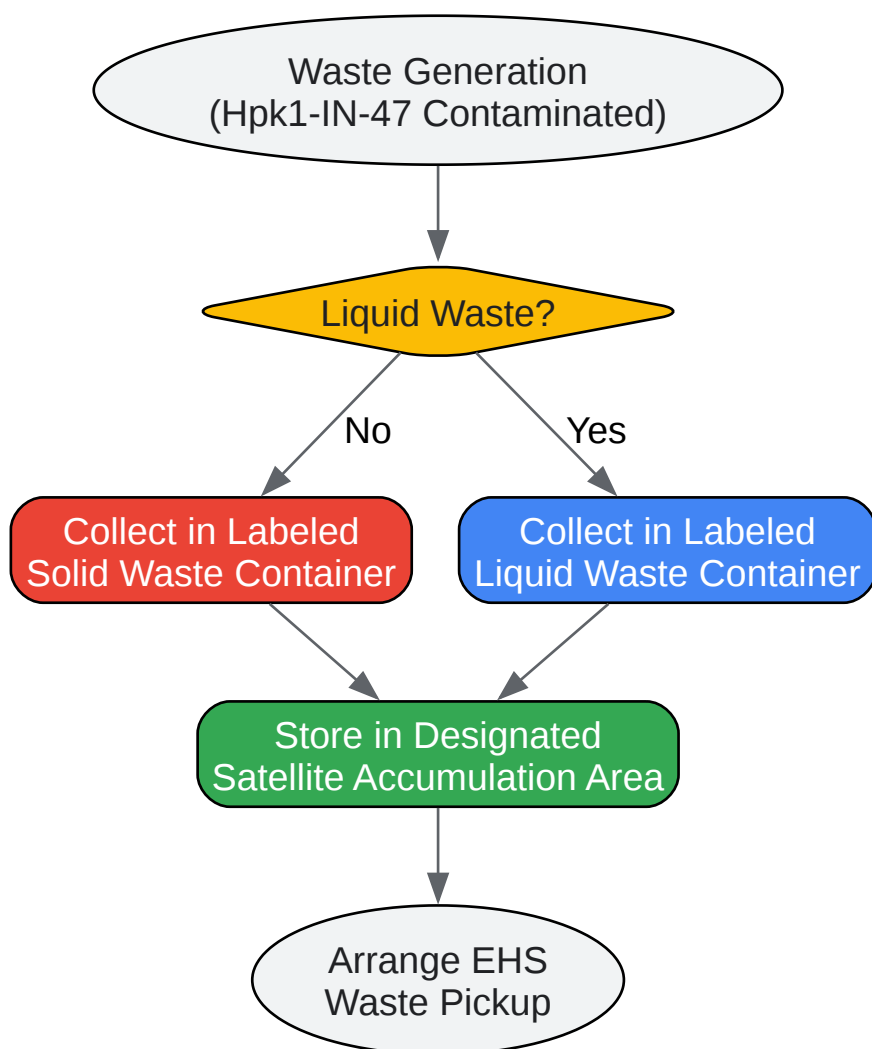 Waste Generation
(Hpk1-IN-47 Contaminated)
Liquid Waste?
No
Yes
Collect in Labeled
Solid Waste Container
Collect in Labeled
Liquid Waste Container
Store in Designated
Satellite Accumulation Area
Arrange EHS
Waste Pickup